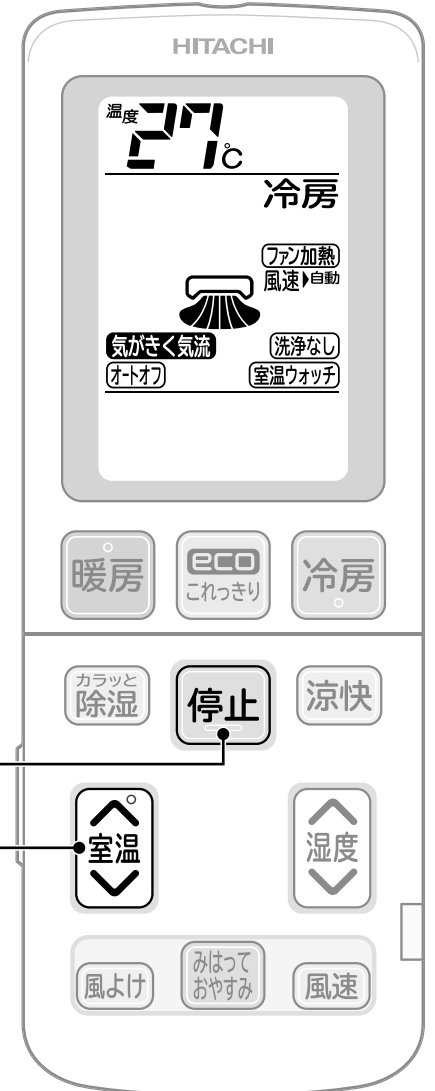 HITACHI
温度 27℃
冷房
ファン加熱
風速▶自動
気がきく気流 洗浄なし
オートオフ 室温ウォッチ
暖房 eco これっきり 冷房
カラッと除湿 停止 涼快
室温 湿度
風よけ みはっておやすみ 風速